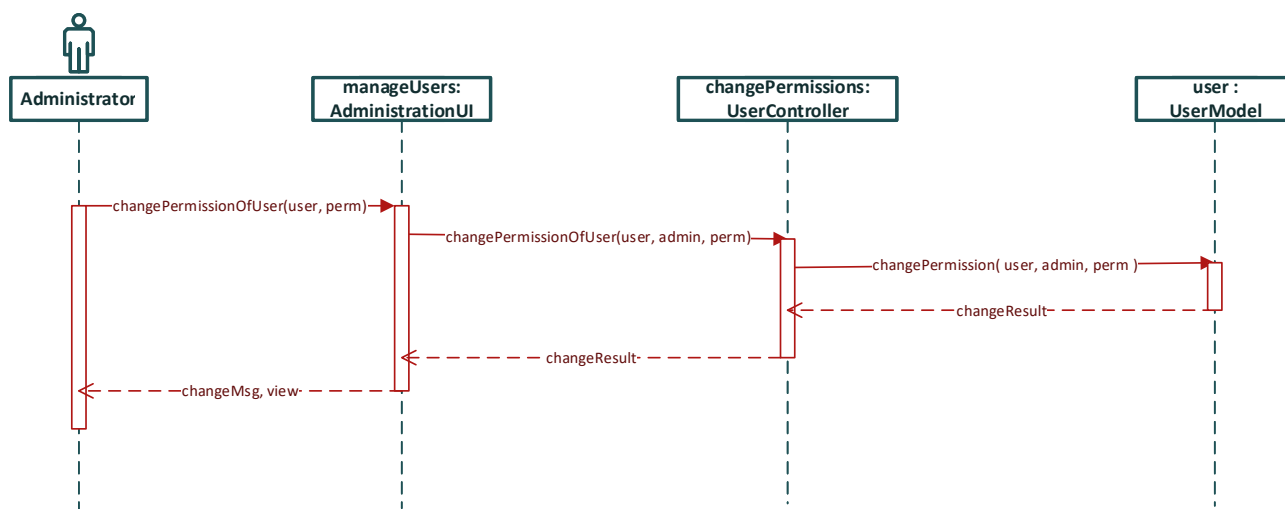 Administrator
manageUsers:
AdministrationUI
changePermissions:
UserController
user :
UserModel
changePermissionOfUser(user, perm)
changePermissionOfUser(user, admin, perm)
changePermission( user, admin, perm )
changeResult
changeResult
changeMsg, view